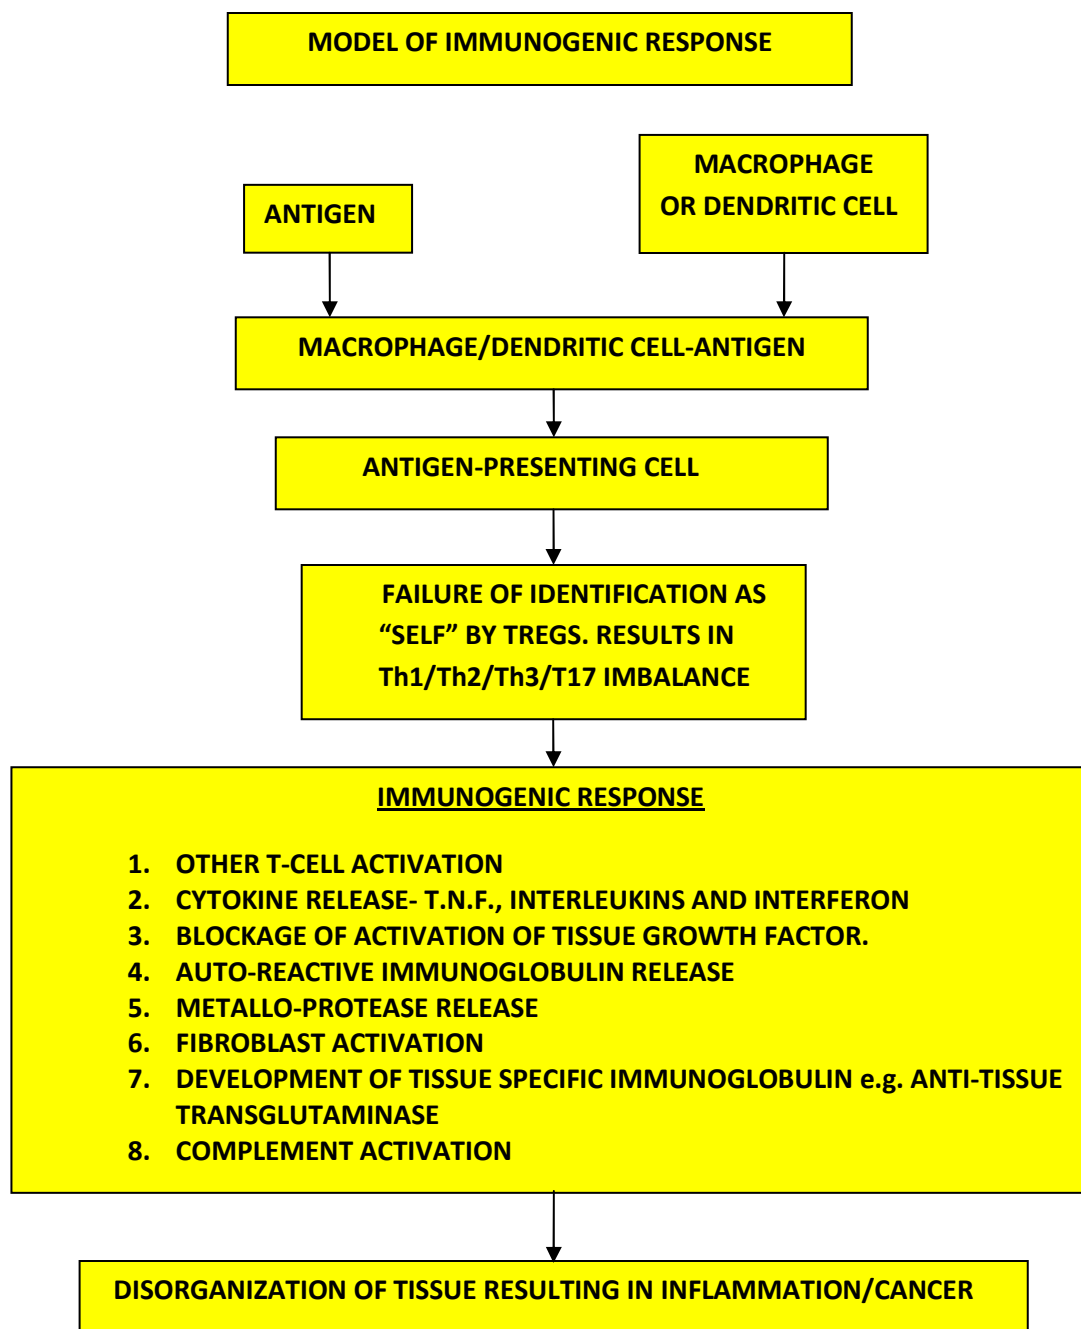 MODEL OF IMMUNOGENIC RESPONSE
MACROPHAGE
OR DENDRITIC CELL
ANTIGEN
MACROPHAGE/DENDRITIC CELL-ANTIGEN
ANTIGEN-PRESENTING CELL
FAILURE OF IDENTIFICATION AS
“SELF” BY TREGS. RESULTS IN
Th1/Th2/Th3/T17 IMBALANCE
IMMUNOGENIC RESPONSE
1. OTHER T-CELL ACTIVATION
2. CYTOKINE RELEASE- T.N.F., INTERLEUKINS AND INTERFERON
3. BLOCKAGE OF ACTIVATION OF TISSUE GROWTH FACTOR.
4. AUTO-REACTIVE IMMUNOGLOBULIN RELEASE
5. METALLO-PROTEASE RELEASE
6. FIBROBLAST ACTIVATION
7. DEVELOPMENT OF TISSUE SPECIFIC IMMUNOGLOBULIN e.g. ANTI-TISSUE
TRANSGLUTAMINASE
8. COMPLEMENT ACTIVATION
DISORGANIZATION OF TISSUE RESULTING IN INFLAMMATION/CANCER